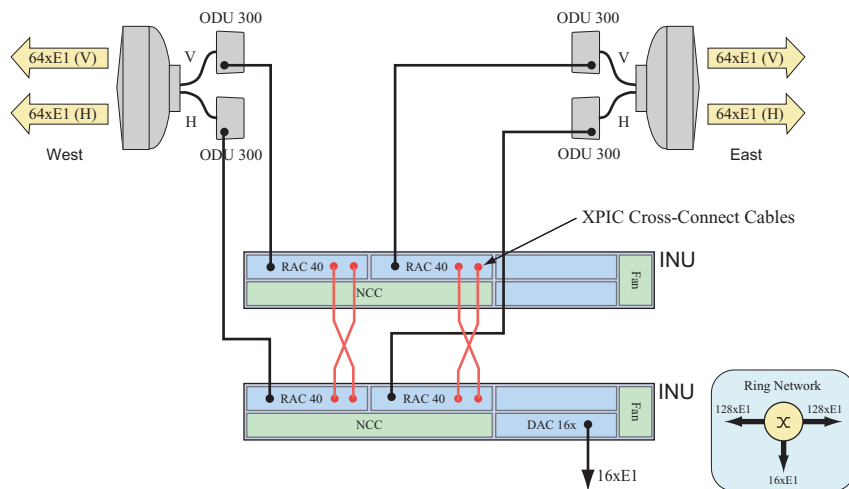 ODU 300
ODU 300
V
V
64xE1 (V)
64xE1 (V)
64xE1 (H)
64xE1 (H)
H
H
West
ODU 300
ODU 300
East
XPIC Cross-Connect Cables
RAC 40
RAC 40
INU
NCC
Fan
RAC 40
RAC 40
INU
NCC
DAC 16x
Fan
16xE1
Ring Network
128xE1
128xE1
16xE1